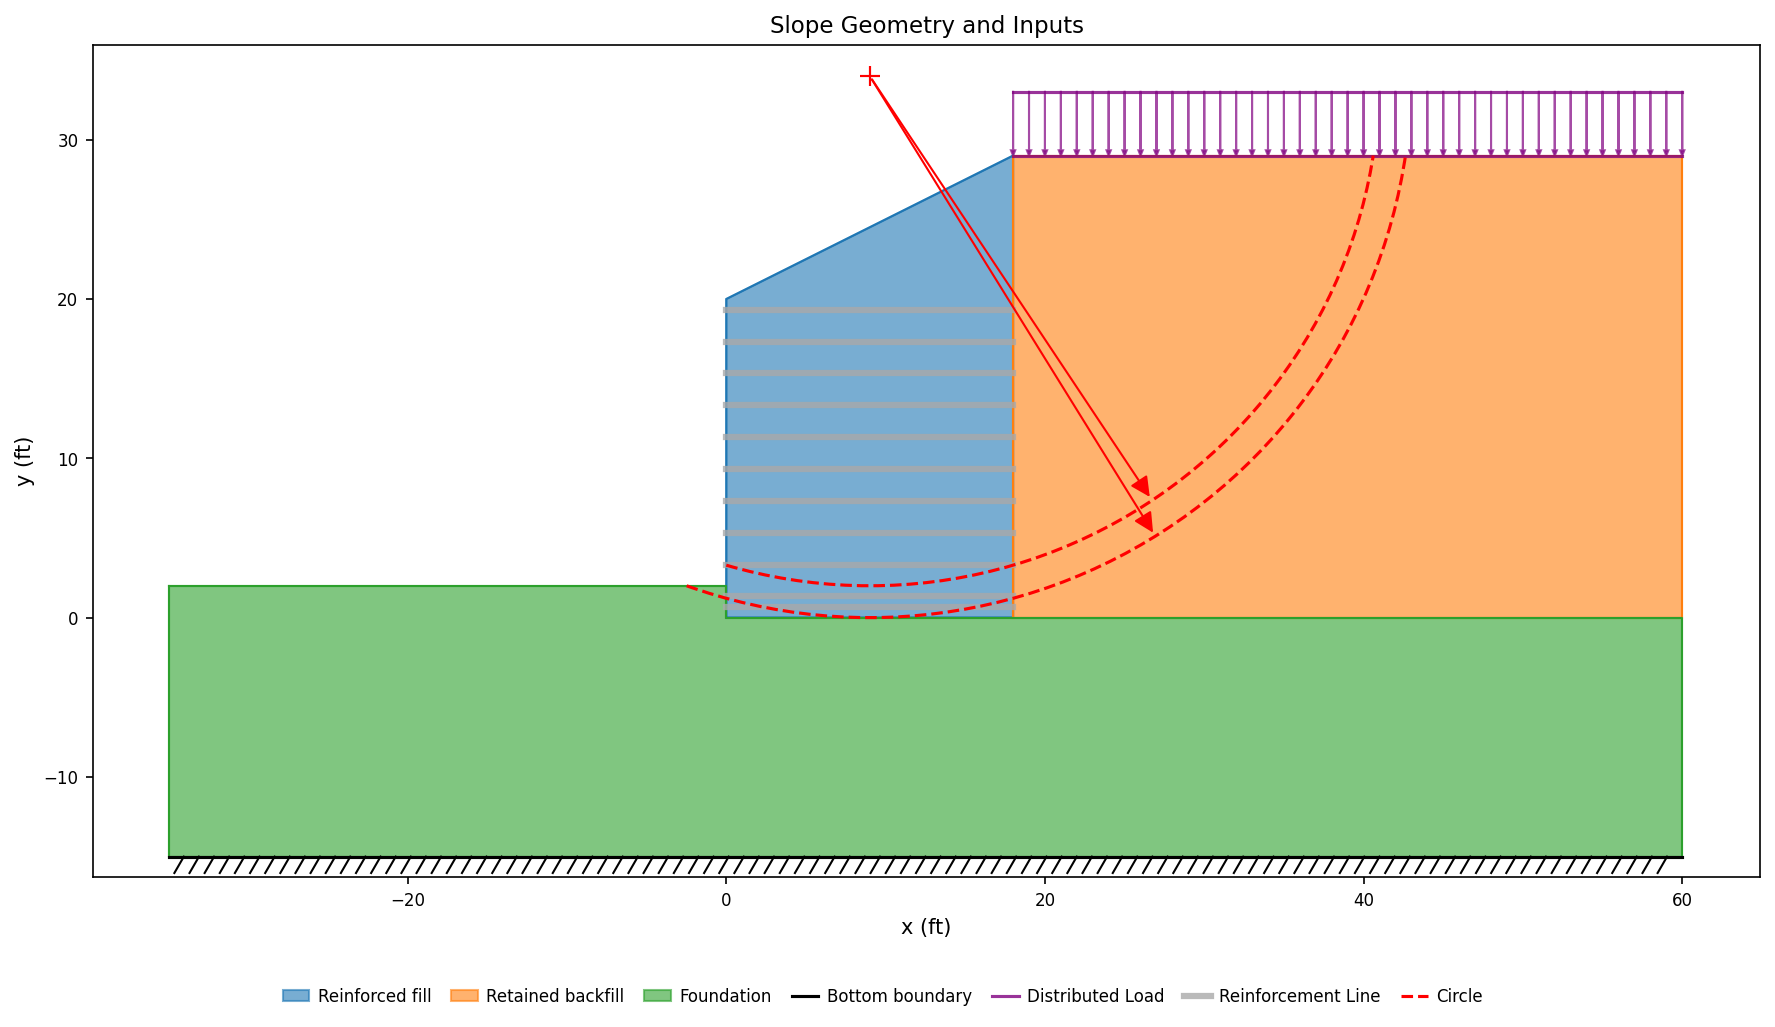 Slope Geometry and Inputs
30
20
10
0
−10
y (ft)
−20
0
20
40
60
x (ft)
Reinforced fill
Retained backfill
Foundation
Bottom boundary
Distributed Load
Reinforcement Line
Circle